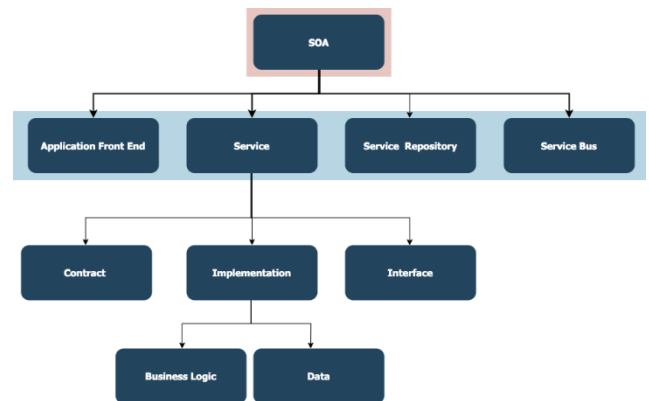 SOA
Application Front End
Service
Service Repository
Service Bus
Contract
Implementation
Interface
Business Logic
Data